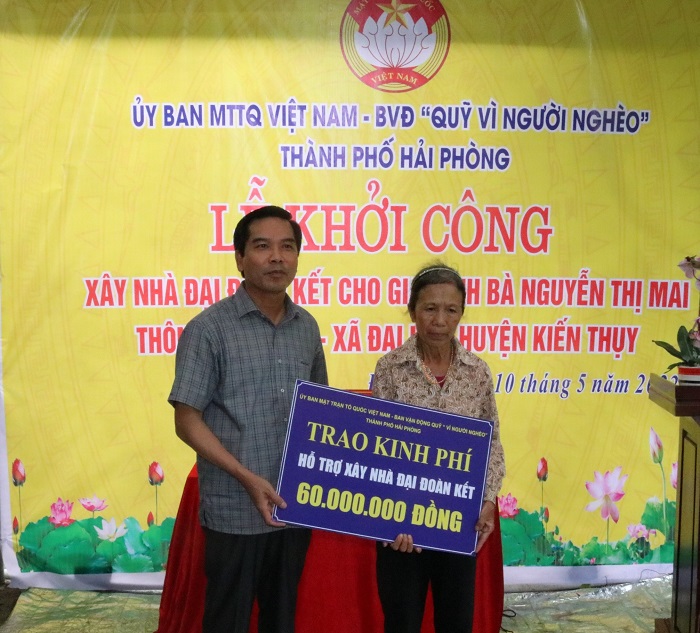 VIỆT NAM
ỦY BAN MTTQ VIỆT NAM - BVĐ "QUỸ VÌ NGƯỜI NGHÈO"
THÀNH PHỐ HẢI PHÒNG
LỄ KHỞI CÔNG
XÂY NHÀ ĐẠI KẾT CHO GIA BÀ NGUYỄN THỊ MAI
THÔN - XÃ ĐẠI HUYỆN KIẾN THỤY
10 tháng 5 năm
ỦY BAN MẶT TRẬN TỔ QUỐC VIỆT NAM - BAN VẬN ĐỘNG QUỸ " VÌ NGƯỜI NGHÈO"
THÀNH PHỐ HẢI PHÒNG
TRAO KINH PHÍ
HỖ TRỢ XÂY NHÀ ĐẠI ĐOÀN KẾT
60.000.000 ĐỒNG